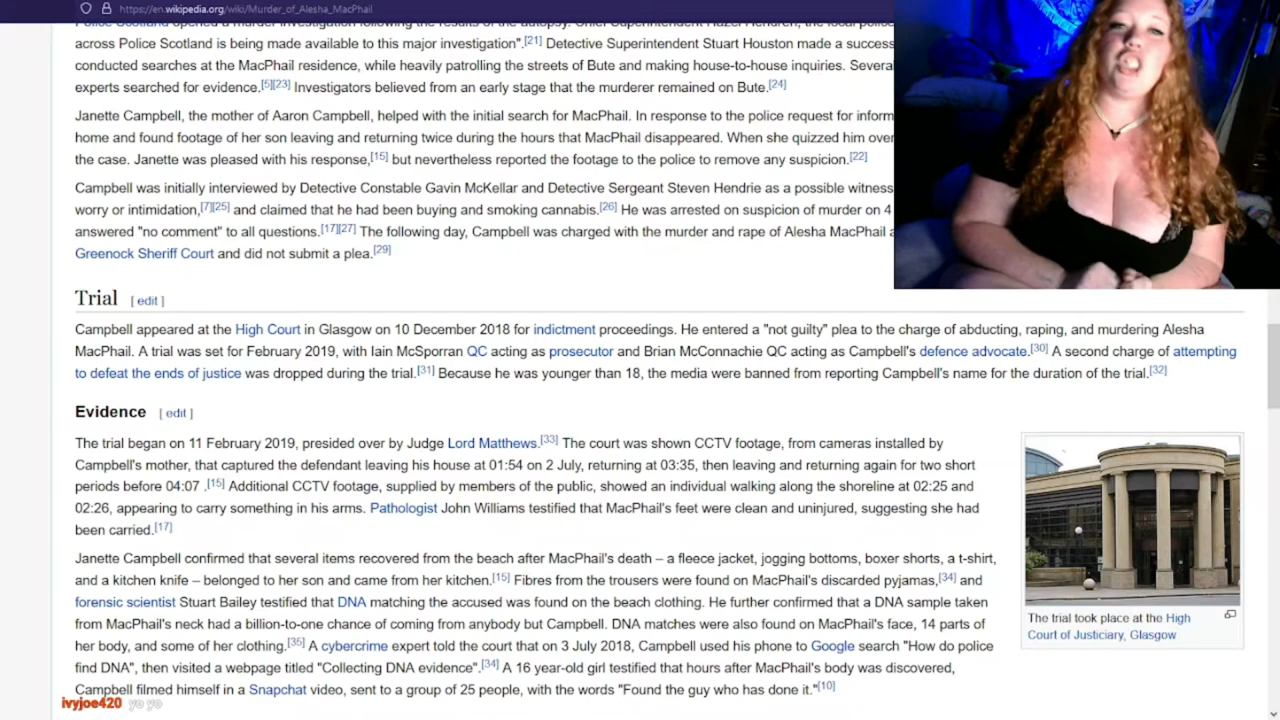 https://en.wikipedia.org/wiki/Murder_of_Alesha_MacPhail
across Police Scotland is being made available to this major investigation".[21] Detective Superintendent Stuart Houston made a success
conducted searches at the MacPhail residence, while heavily patrolling the streets of Bute and making house-to-house inquiries. Severa
experts searched for evidence.[5][23] Investigators believed from an early stage that the murderer remained on Bute.[24]
Janette Campbell, the mother of Aaron Campbell, helped with the initial search for MacPhail. In response to the police request for inform
home and found footage of her son leaving and returning twice during the hours that MacPhail disappeared. When she quizzed him over
the case. Janette was pleased with his response,[15] but nevertheless reported the footage to the police to remove any suspicion.[22]
Campbell was initially interviewed by Detective Constable Gavin McKellar and Detective Sergeant Steven Hendrie as a possible witness
worry or intimidation,[7][25] and claimed that he had been buying and smoking cannabis.[26] He was arrested on suspicion of murder on 4
answered "no comment" to all questions.[17][27] The following day, Campbell was charged with the murder and rape of Alesha MacPhail a
Greenock Sheriff Court and did not submit a plea.[29]
Trial [ edit ]
Campbell appeared at the High Court in Glasgow on 10 December 2018 for indictment proceedings. He entered a "not guilty" plea to the charge of abducting, raping, and murdering Alesha
MacPhail. A trial was set for February 2019, with Iain McSporran QC acting as prosecutor and Brian McConnachie QC acting as Campbell's defence advocate.[30] A second charge of attempting
to defeat the ends of justice was dropped during the trial.[31] Because he was younger than 18, the media were banned from reporting Campbell's name for the duration of the trial.[32]
Evidence [ edit ]
The trial began on 11 February 2019, presided over by Judge Lord Matthews.[33] The court was shown CCTV footage, from cameras installed by
Campbell's mother, that captured the defendant leaving his house at 01:54 on 2 July, returning at 03:35, then leaving and returning again for two short
periods before 04:07 .[15] Additional CCTV footage, supplied by members of the public, showed an individual walking along the shoreline at 02:25 and
02:26, appearing to carry something in his arms. Pathologist John Williams testified that MacPhail's feet were clean and uninjured, suggesting she had
been carried.[17]
Janette Campbell confirmed that several items recovered from the beach after MacPhail's death – a fleece jacket, jogging bottoms, boxer shorts, a t-shirt,
and a kitchen knife – belonged to her son and came from her kitchen.[15] Fibres from the trousers were found on MacPhail's discarded pyjamas,[34] and
forensic scientist Stuart Bailey testified that DNA matching the accused was found on the beach clothing. He further confirmed that a DNA sample taken
from MacPhail's neck had a billion-to-one chance of coming from anybody but Campbell. DNA matches were also found on MacPhail's face, 14 parts of
her body, and some of her clothing.[35] A cybercrime expert told the court that on 3 July 2018, Campbell used his phone to Google search "How do police
find DNA", then visited a webpage titled "Collecting DNA evidence".[34] A 16 year-old girl testified that hours after MacPhail's body was discovered,
Campbell filmed himself in a Snapchat video, sent to a group of 25 people, with the words "Found the guy who has done it."[10]
The trial took place at the High
Court of Justiciary, Glasgow
ivyjoe420 yo yo